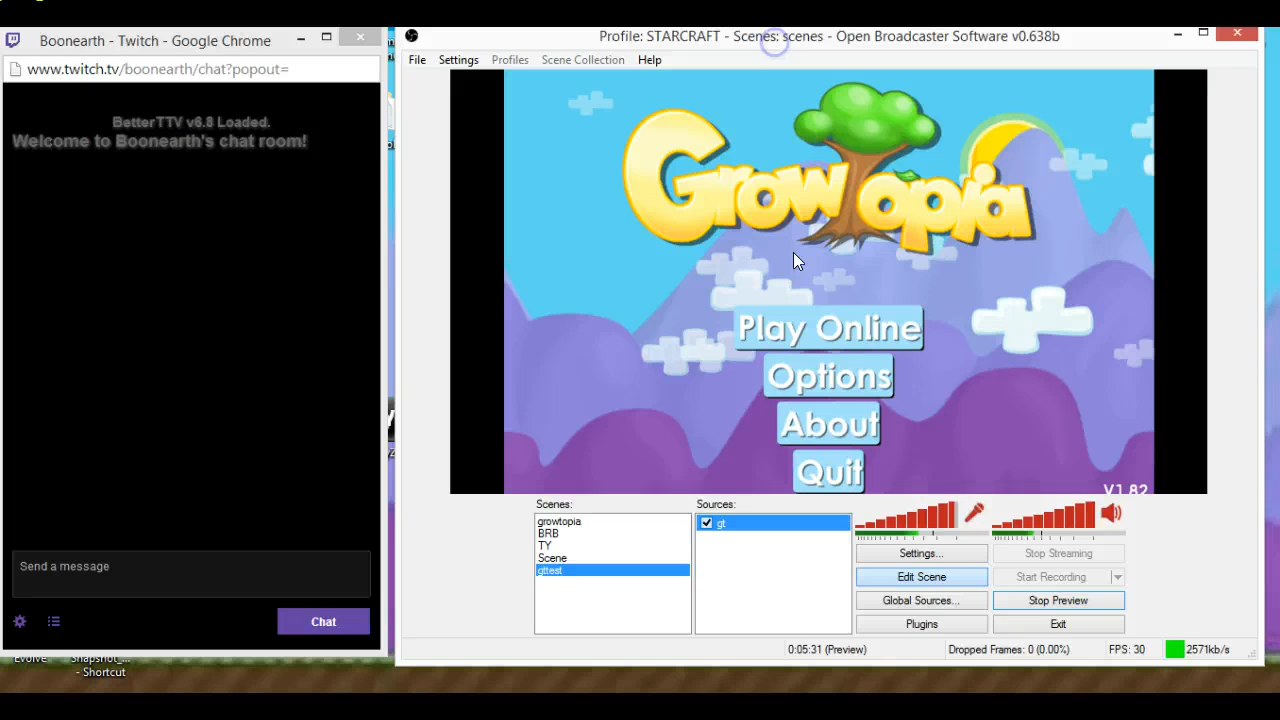 Boonearth - Twitch - Google Chrome
www.twitch.tv/boonearth/chat?popout=
BetterTTV v6.8 Loaded.
Welcome to Boonearth's chat room!
Send a message
Chat
Profile: STARCRAFT - Scenes: scenes - Open Broadcaster Software v0.638b
File Settings Profiles Scene Collection Help
Growtopia
Play Online
Options
About
Quit
V1.82
Scenes:
growtopia
BRB
TY
Scene
gttest
Sources:
gt
Settings...
Stop Streaming
Edit Scene
Start Recording
Global Sources...
Stop Preview
Plugins
Exit
0:05:31 (Preview)
Dropped Frames: 0 (0.00%)
FPS: 30
2571kb/s
Evolve
Snapshot_...
- Shortcut